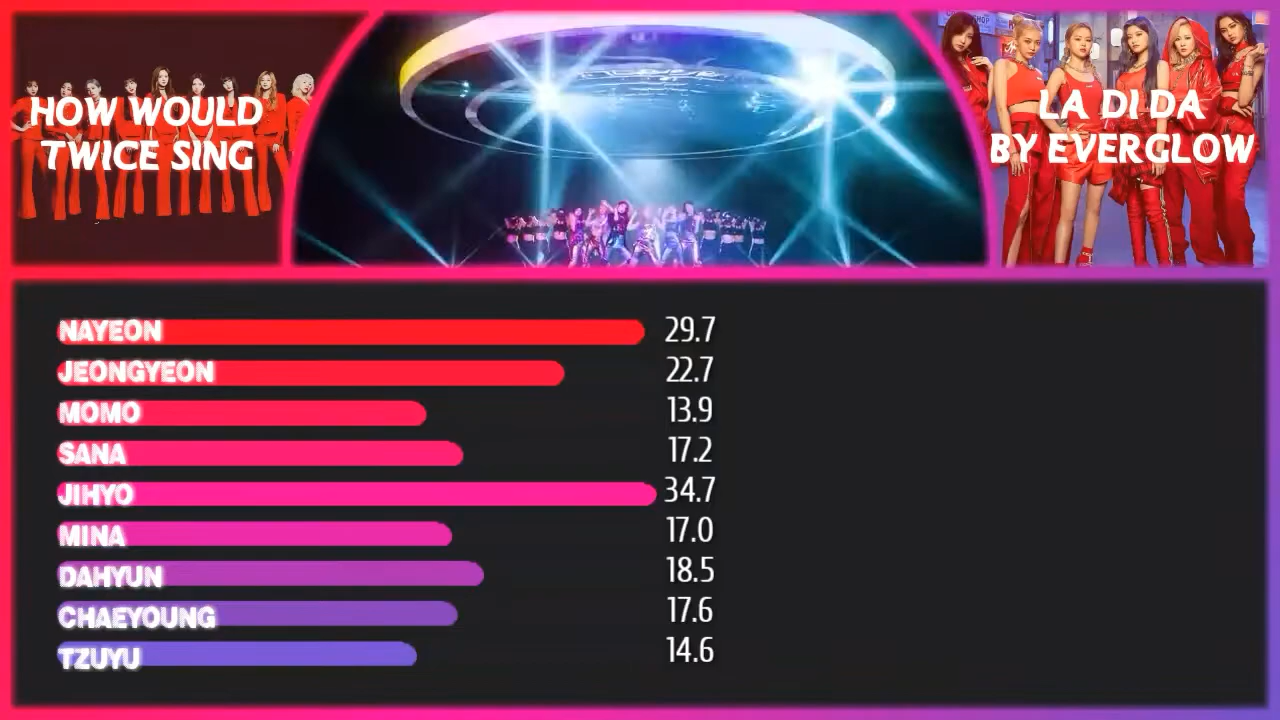 HOW WOULD
TWICE SING
LA DI DA
BY EVERGLOW
NAYEON 29.7
JEONGYEON 22.7
MOMO 13.9
SANA 17.2
JIHYO 34.7
MINA 17.0
DAHYUN 18.5
CHAEYOUNG 17.6
TZUYU 14.6